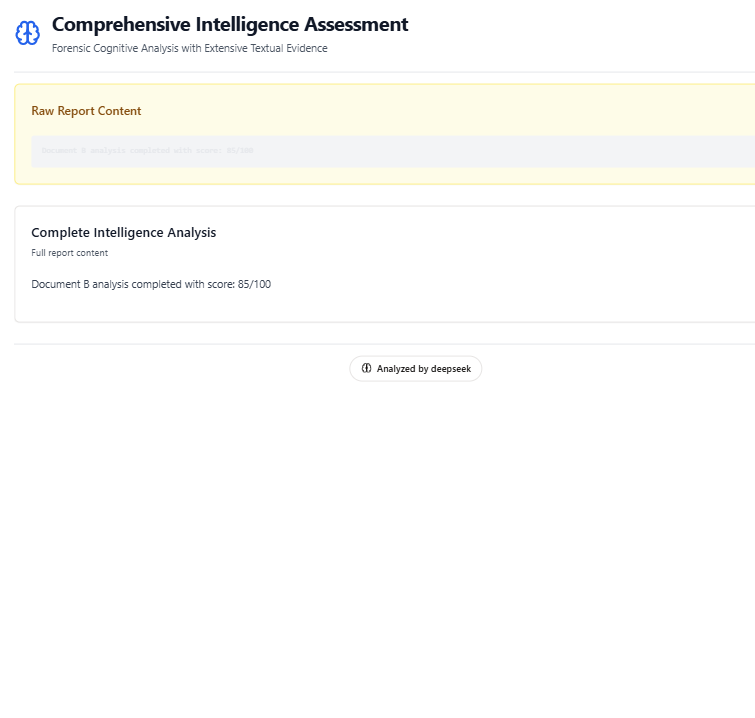 Comprehensive Intelligence Assessment
Forensic Cognitive Analysis with Extensive Textual Evidence
Raw Report Content
Document B analysis completed with score: 85/100
Complete Intelligence Analysis
Full report content
Document B analysis completed with score: 85/100
Analyzed by deepseek